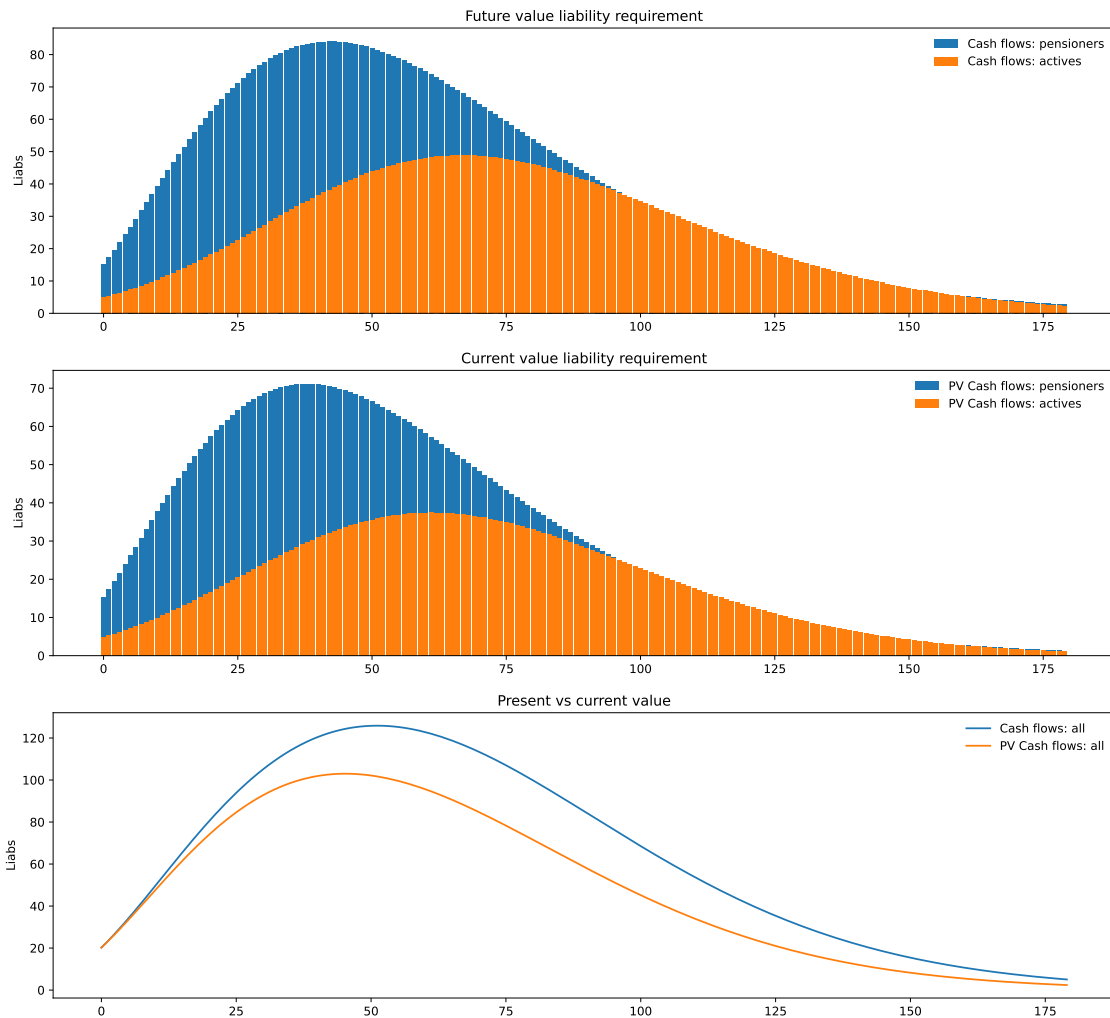 Future value liability requirement
Cash flows: pensioners
Cash flows: actives
Liabs
80
70
60
50
40
30
20
10
0
0 25 50 75 100 125 150 175
Current value liability requirement
PV Cash flows: pensioners
PV Cash flows: actives
Liabs
70
60
50
40
30
20
10
0
0 25 50 75 100 125 150 175
Present vs current value
Cash flows: all
PV Cash flows: all
Liabs
120
100
80
60
40
20
0
0 25 50 75 100 125 150 175